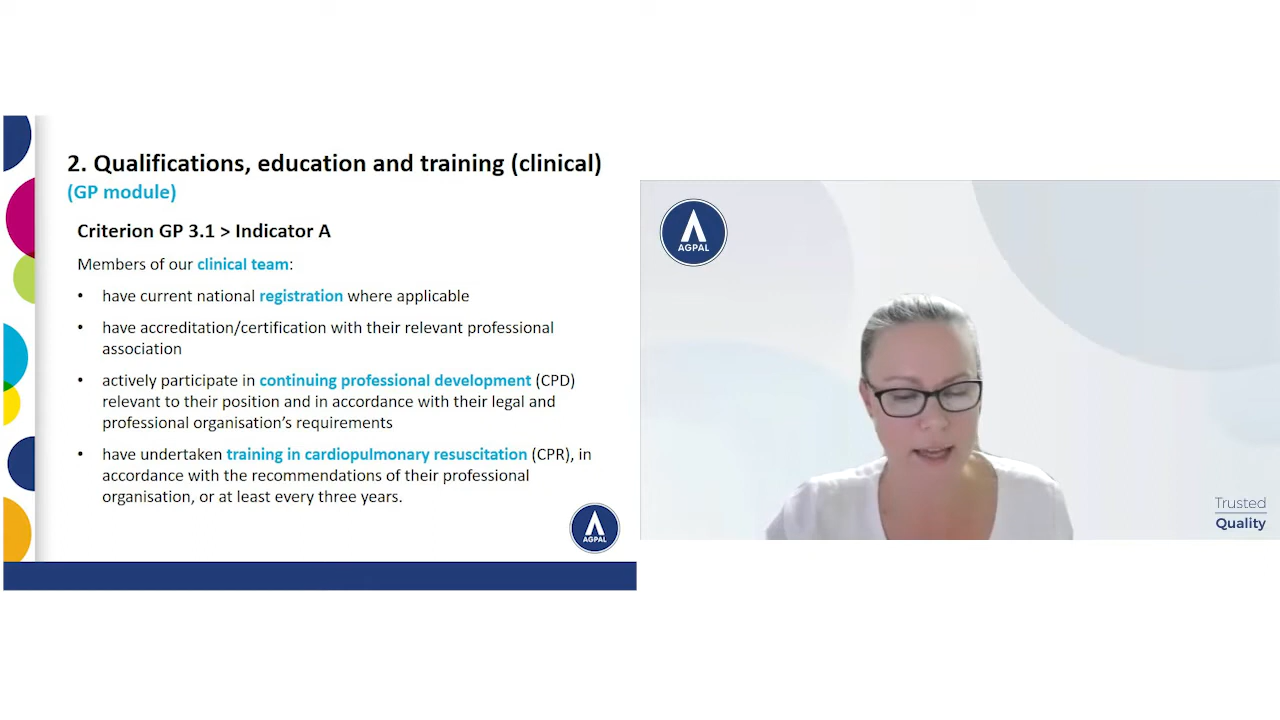 2. Qualifications, education and training (clinical)
(GP module)
Criterion GP 3.1 > Indicator A
Members of our clinical team:
• have current national registration where applicable
• have accreditation/certification with their relevant professional
association
• actively participate in continuing professional development (CPD)
relevant to their position and in accordance with their legal and
professional organisation's requirements
• have undertaken training in cardiopulmonary resuscitation (CPR), in
accordance with the recommendations of their professional
organisation, or at least every three years.
AGPAL
AGPAL
Trusted
Quality